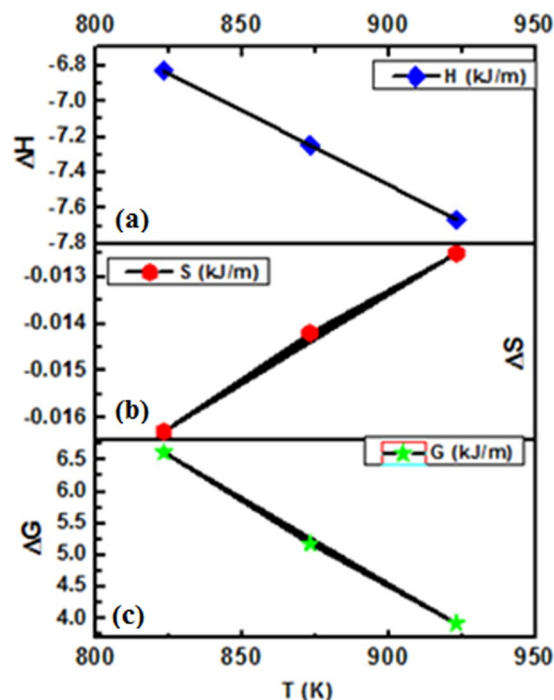 800 850 900 950
-6.8
-7.0
-7.2
-7.4
-7.6
-7.8
ΔH
H (kJ/m)
(a)
-0.013
-0.014
-0.015
-0.016
S (kJ/m)
ΔS
(b)
6.5
6.0
5.5
5.0
4.5
4.0
ΔG
G (kJ/m)
(c)
800 850 900 950
T (K)